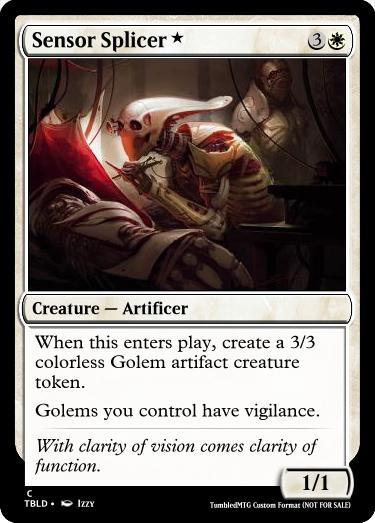 Sensor Splicer ★ 3
Creature — Artificer
When this enters play, create a 3/3
colorless Golem artifact creature
token.
Golems you control have vigilance.
With clarity of vision comes clarity of
function.
1/1
C
TBLD • Izzy
TumbledMTG Custom Format (NOT FOR SALE)